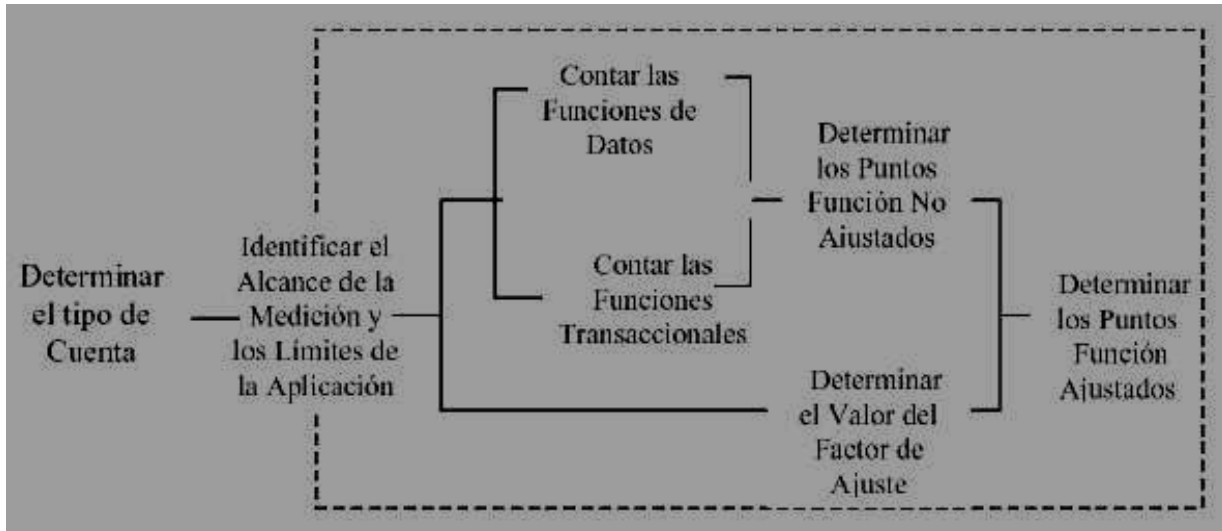 Determinar
el tipo de
Cuenta
Identificar el
Alcance de la
Medición y
los Límites de
la Aplicación
Contar las
Funciones de
Datos
Contar las
Funciones
Transaccionales
Determinar
los Puntos
Función No
Aiustados
Determinar
el Valor del
Factor de
Ajuste
Determinar
los Puntos
Función
Ajustados